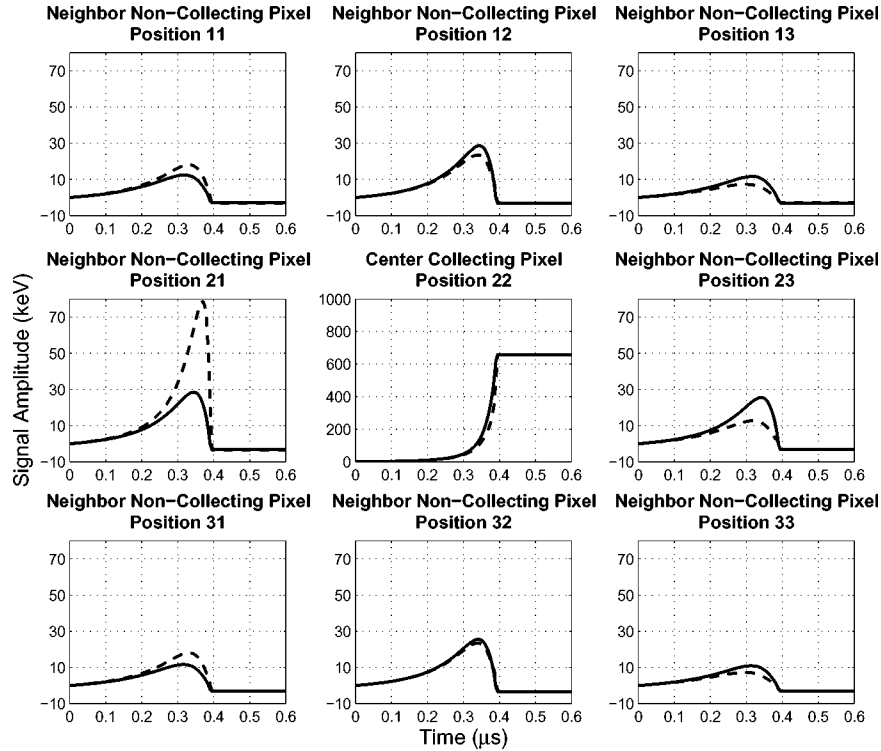 Neighbor Non−Collecting Pixel Neighbor Non−Collecting Pixel Neighbor Non−Collecting Pixel
Position 11 Position 12 Position 13
70 70 70
50 50 50
30 30 30
10 10 10
−10 −10 −10
0 0.1 0.2 0.3 0.4 0.5 0.6 0 0.1 0.2 0.3 0.4 0.5 0.6 0 0.1 0.2 0.3 0.4 0.5 0.6
Neighbor Non−Collecting Pixel Center Collecting Pixel Neighbor Non−Collecting Pixel
Position 21 Position 22 Position 23
Signal Amplitude (keV)
70 1000 70
50 800 50
30 600 30
10 400 10
−10 200 −10
0
0 0.1 0.2 0.3 0.4 0.5 0.6 0 0.1 0.2 0.3 0.4 0.5 0.6 0 0.1 0.2 0.3 0.4 0.5 0.6
Neighbor Non−Collecting Pixel Neighbor Non−Collecting Pixel Neighbor Non−Collecting Pixel
Position 31 Position 32 Position 33
70 70 70
50 50 50
30 30 30
10 10 10
−10 −10 −10
0 0.1 0.2 0.3 0.4 0.5 0.6 0 0.1 0.2 0.3 0.4 0.5 0.6 0 0.1 0.2 0.3 0.4 0.5 0.6
Time (μs)